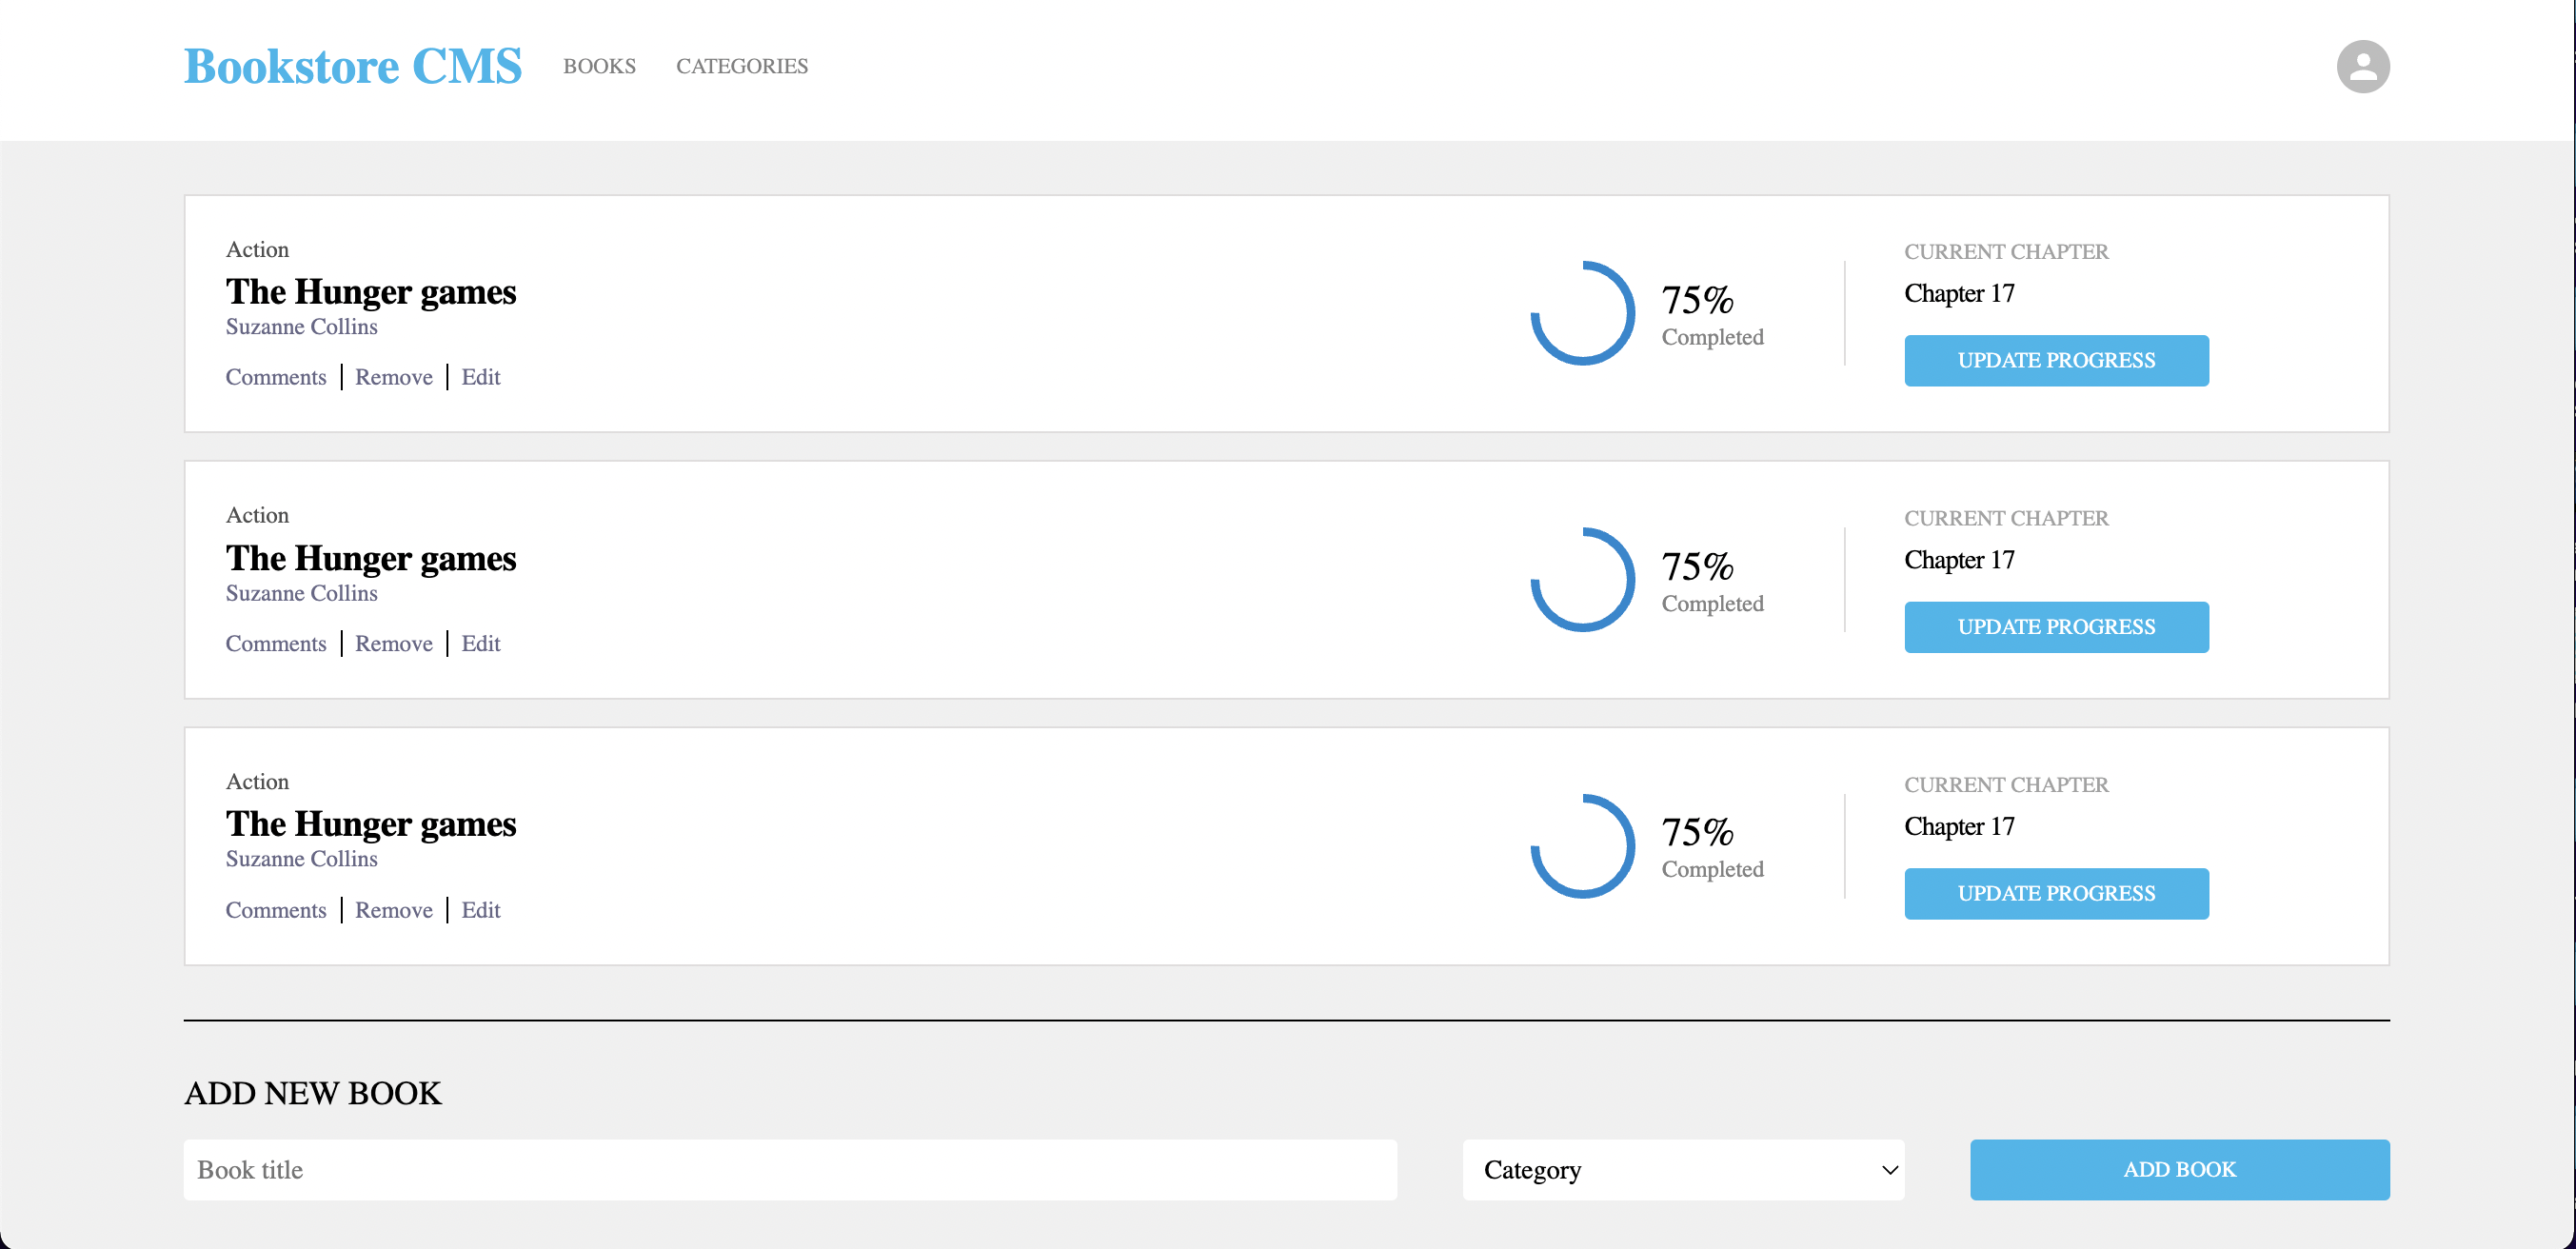 Bookstore CMS BOOKS CATEGORIES
Action
The Hunger games
Suzanne Collins
Comments Remove Edit
75%
Completed
CURRENT CHAPTER
Chapter 17
UPDATE PROGRESS
Action
The Hunger games
Suzanne Collins
Comments Remove Edit
75%
Completed
CURRENT CHAPTER
Chapter 17
UPDATE PROGRESS
Action
The Hunger games
Suzanne Collins
Comments Remove Edit
75%
Completed
CURRENT CHAPTER
Chapter 17
UPDATE PROGRESS
ADD NEW BOOK
Book title Category ADD BOOK